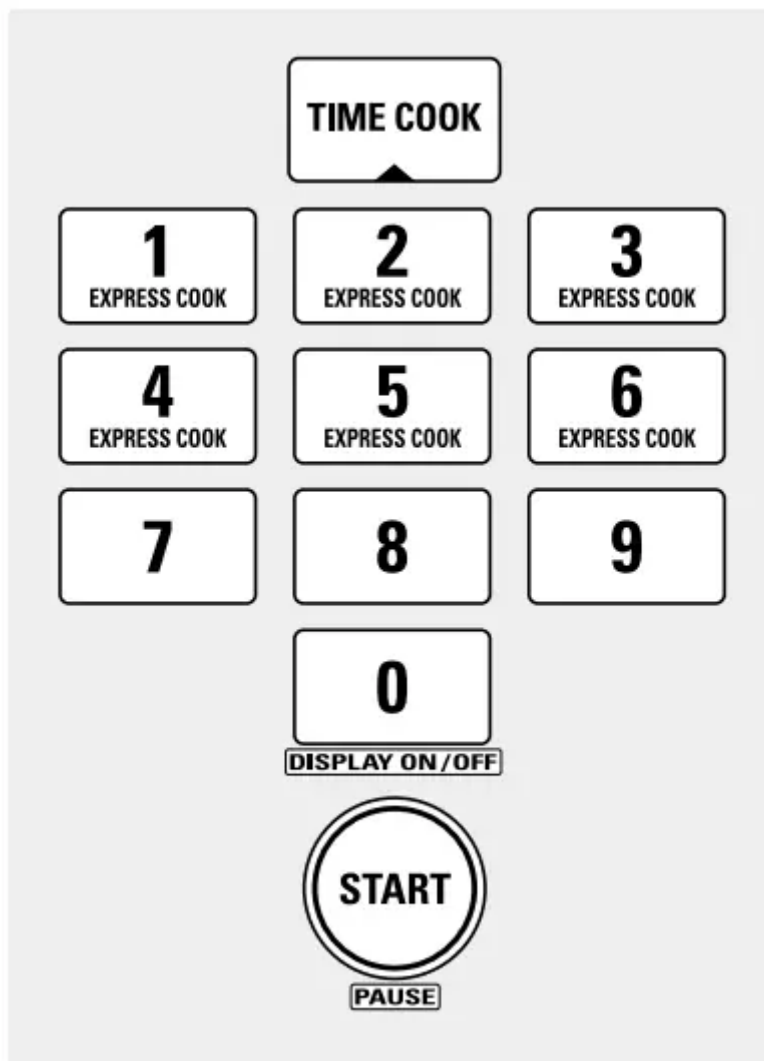 TIME COOK
1 2 3
EXPRESS COOK EXPRESS COOK EXPRESS COOK
4 5 6
EXPRESS COOK EXPRESS COOK EXPRESS COOK
7 8 9
0
DISPLAY ON/OFF
START
PAUSE